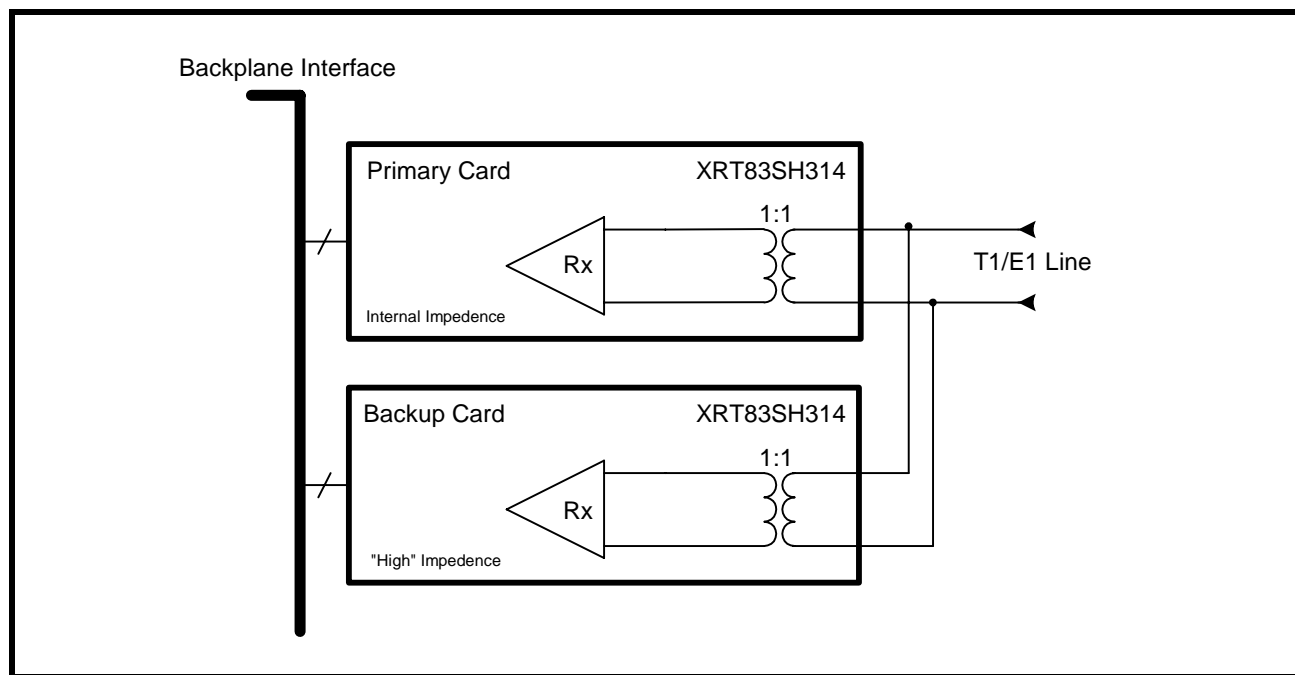 Backplane Interface
Primary Card
XRT83SH314
1:1
Rx
T1/E1 Line
Internal Impedence
Backup Card
XRT83SH314
1:1
Rx
"High" Impedence